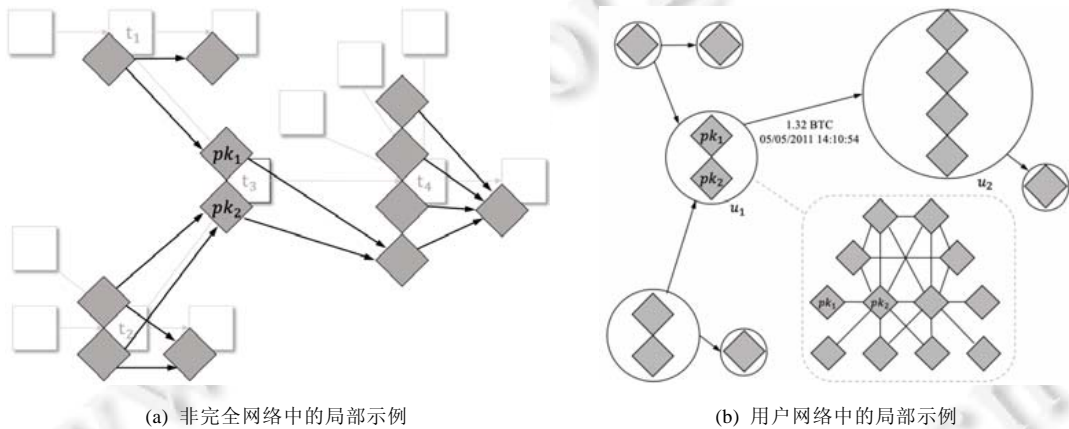 t₁
pk₁
t₃
pk₂
t₄
t₂
1.32 BTC
05/05/2011 14:10:54
pk₁
pk₂
u₁
u₂
pk₁
pk₂
(a) 非完全网络中的局部示例
(b) 用户网络中的局部示例